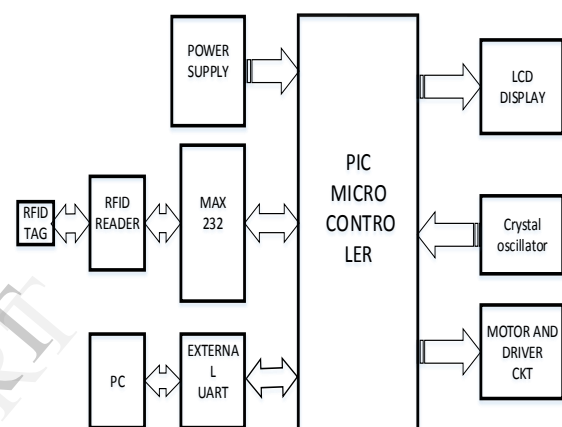 POWER
SUPPLY
LCD
DISPLAY
PIC
MICRO
CONTRO
LER
RFID
TAG
RFID
READER
MAX
232
Crystal
oscillator
PC
EXTERNA
L
UART
MOTOR AND
DRIVER
CKT